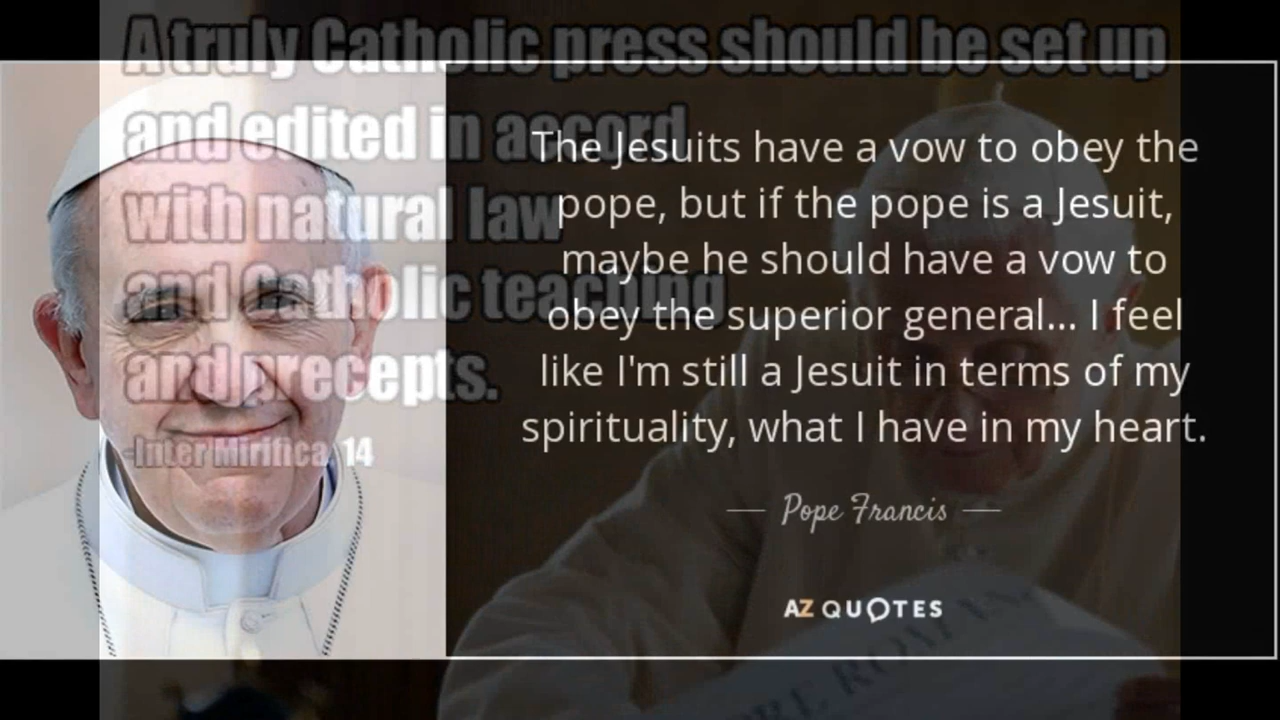 A truly Catholic press should be set up
and edited in accord
with natural law
and Catholic teaching
and precepts.
-Inter Mirifica, 14
The Jesuits have a vow to obey the
pope, but if the pope is a Jesuit,
maybe he should have a vow to
obey the superior general... I feel
like I'm still a Jesuit in terms of my
spirituality, what I have in my heart.
Pope Francis
AZ QUOTES